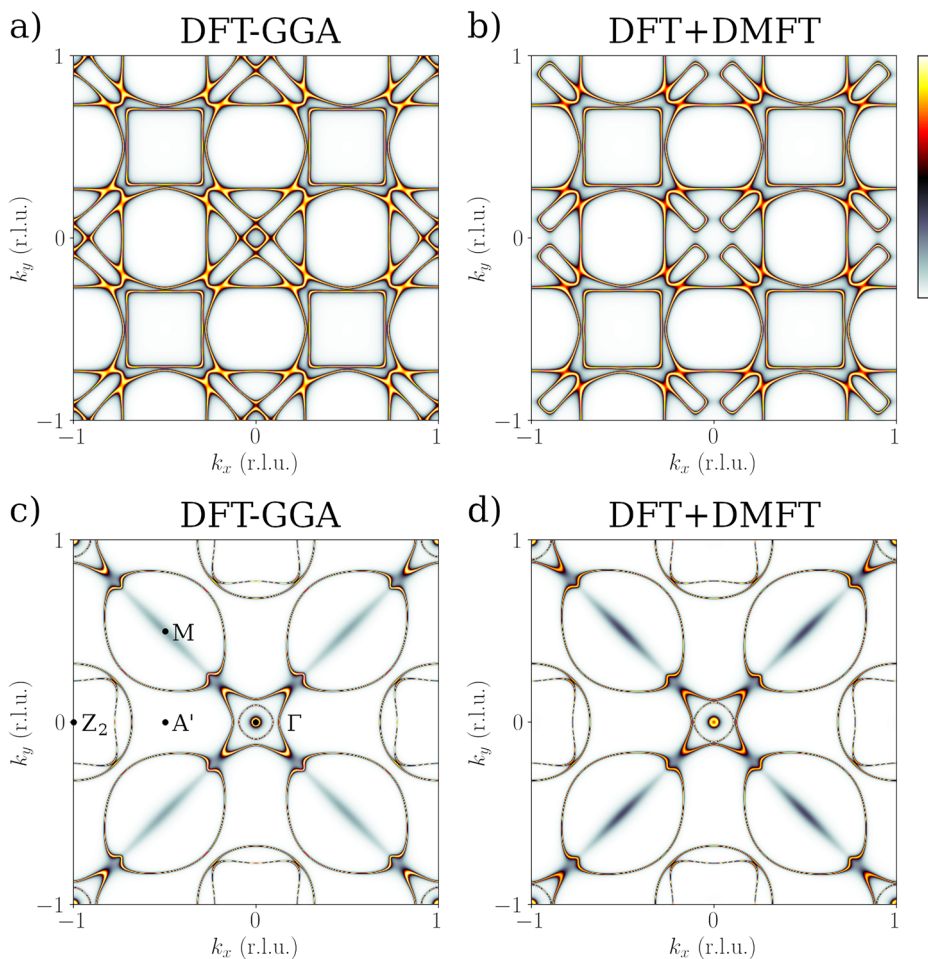 a) DFT-GGA
b) DFT+DMFT
1
0
−1
k_y (r.l.u.)
−1 0 1
k_x (r.l.u.)
1
0
−1
k_y (r.l.u.)
−1 0 1
k_x (r.l.u.)
c) DFT-GGA
d) DFT+DMFT
1
0
−1
k_y (r.l.u.)
M
Z₂
A'
Γ
−1 0 1
k_x (r.l.u.)
1
0
−1
k_y (r.l.u.)
−1 0 1
k_x (r.l.u.)